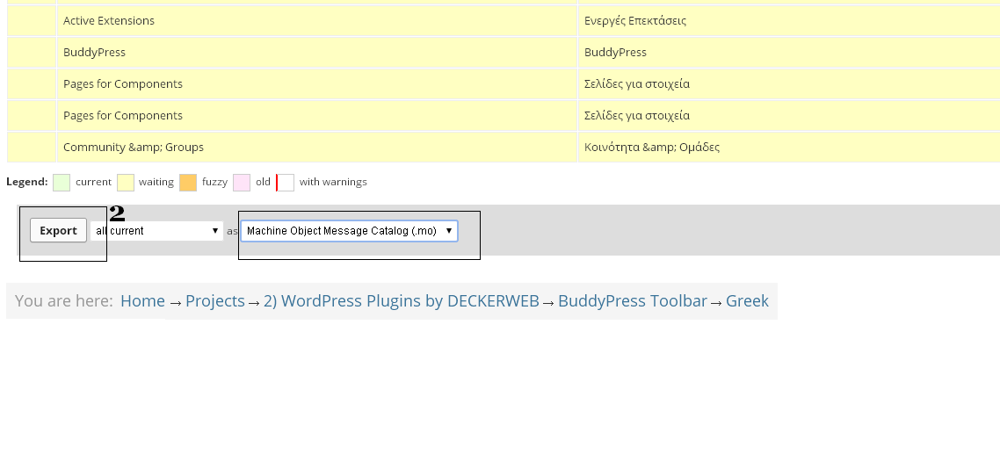 Active Extensions Ενεργές Επεκτάσεις
BuddyPress BuddyPress
Pages for Components Σελίδες για στοιχεία
Pages for Components Σελίδες για στοιχεία
Community &amp; Groups Κοινότητα &amp; Ομάδες
Legend: current waiting fuzzy old with warnings
2
Export all current as Machine Object Message Catalog (.mo)
You are here: Home → Projects → 2) WordPress Plugins by DECKERWEB → BuddyPress Toolbar → Greek